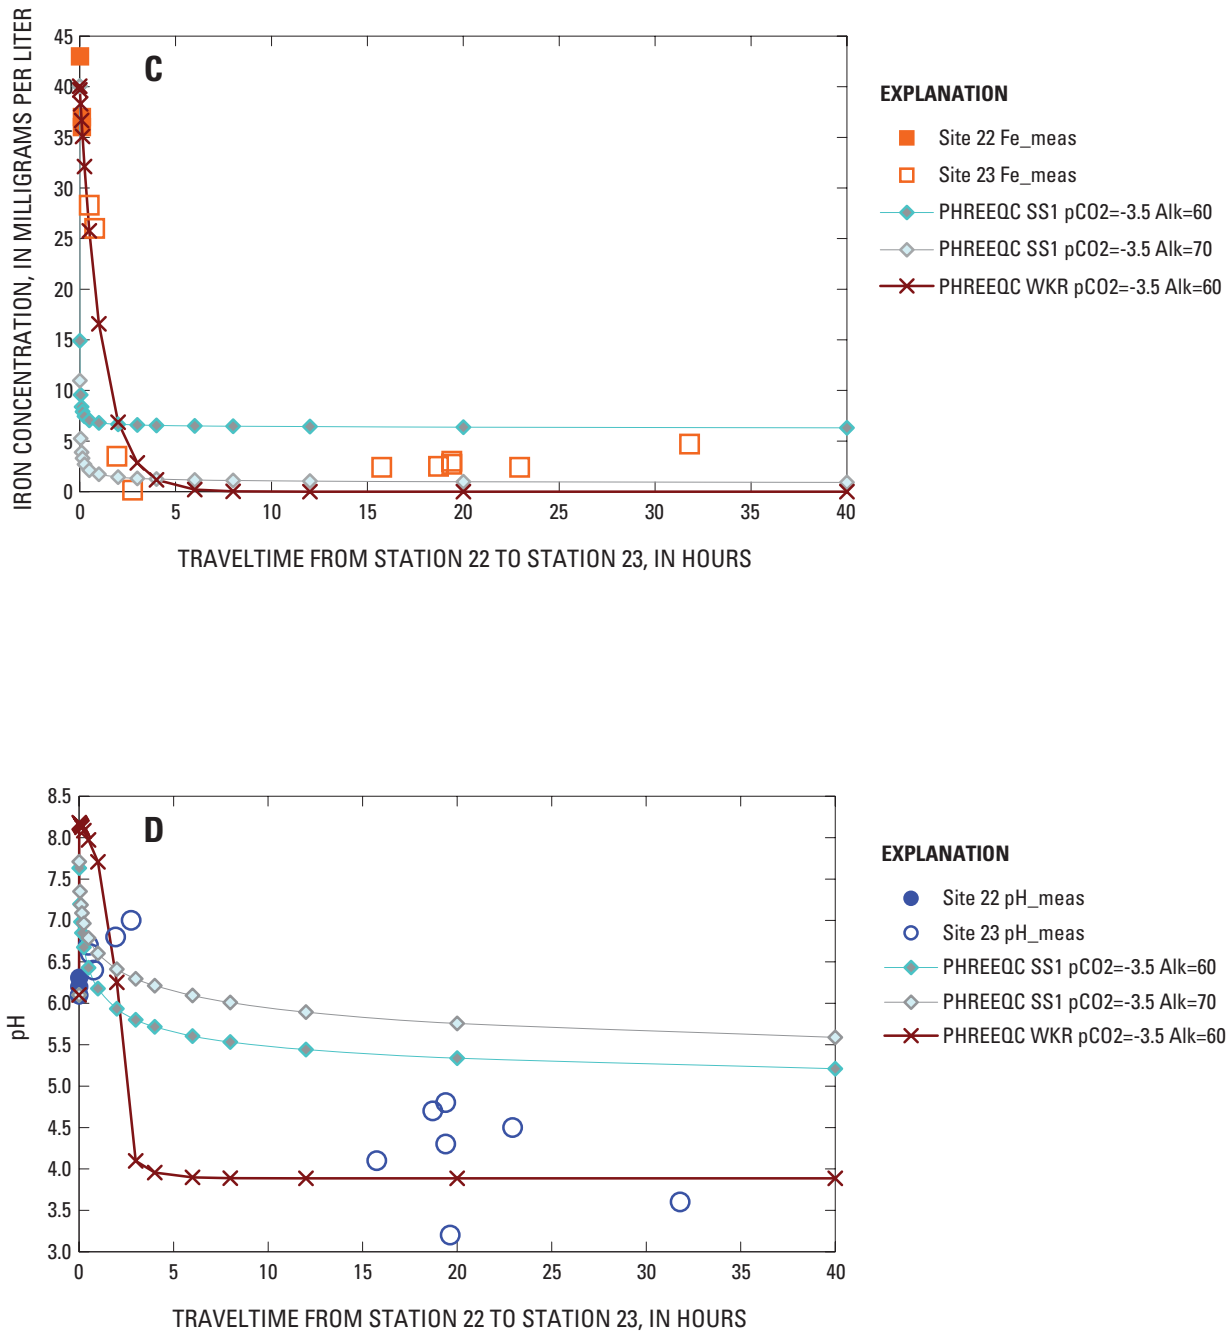 IRON CONCENTRATION, IN MILLIGRAMS PER LITER
45
40
35
30
25
20
15
10
5
0
C
0 5 10 15 20 25 30 35 40
TRAVELTIME FROM STATION 22 TO STATION 23, IN HOURS
EXPLANATION
Site 22 Fe_meas
Site 23 Fe_meas
PHREEQC SS1 pCO2=-3.5 Alk=60
PHREEQC SS1 pCO2=-3.5 Alk=70
PHREEQC WKR pCO2=-3.5 Alk=60
pH
8.5
8.0
7.5
7.0
6.5
6.0
5.5
5.0
4.5
4.0
3.5
3.0
D
0 5 10 15 20 25 30 35 40
TRAVELTIME FROM STATION 22 TO STATION 23, IN HOURS
EXPLANATION
Site 22 pH_meas
Site 23 pH_meas
PHREEQC SS1 pCO2=-3.5 Alk=60
PHREEQC SS1 pCO2=-3.5 Alk=70
PHREEQC WKR pCO2=-3.5 Alk=60